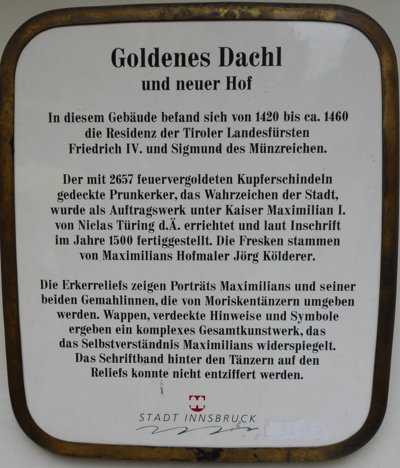 Goldenes Dachl
und neuer Hof
In diesem Gebäude befand sich von 1420 bis ca. 1460
die Residenz der Tiroler Landesfürsten
Friedrich IV. und Sigmund des Münzreichen.
Der mit 2657 feuervergoldeten Kupferschindeln
gedeckte Prunkerker, das Wahrzeichen der Stadt,
wurde als Auftragswerk unter Kaiser Maximilian I.
von Niclas Türing d.Ä. errichtet und laut Inschrift
im Jahre 1500 fertiggestellt. Die Fresken stammen
von Maximilians Hofmaler Jörg Kölderer.
Die Erkerreliefs zeigen Porträts Maximilians und seiner
beiden Gemahlinnen, die von Moriskentänzern umgeben
werden. Wappen, verdeckte Hinweise und Symbole
ergeben ein komplexes Gesamtkunstwerk, das
das Selbstverständnis Maximilians widerspiegelt.
Das Schriftband hinter den Tänzern auf den
Reliefs konnte nicht entziffert werden.
STADT INNSBRUCK